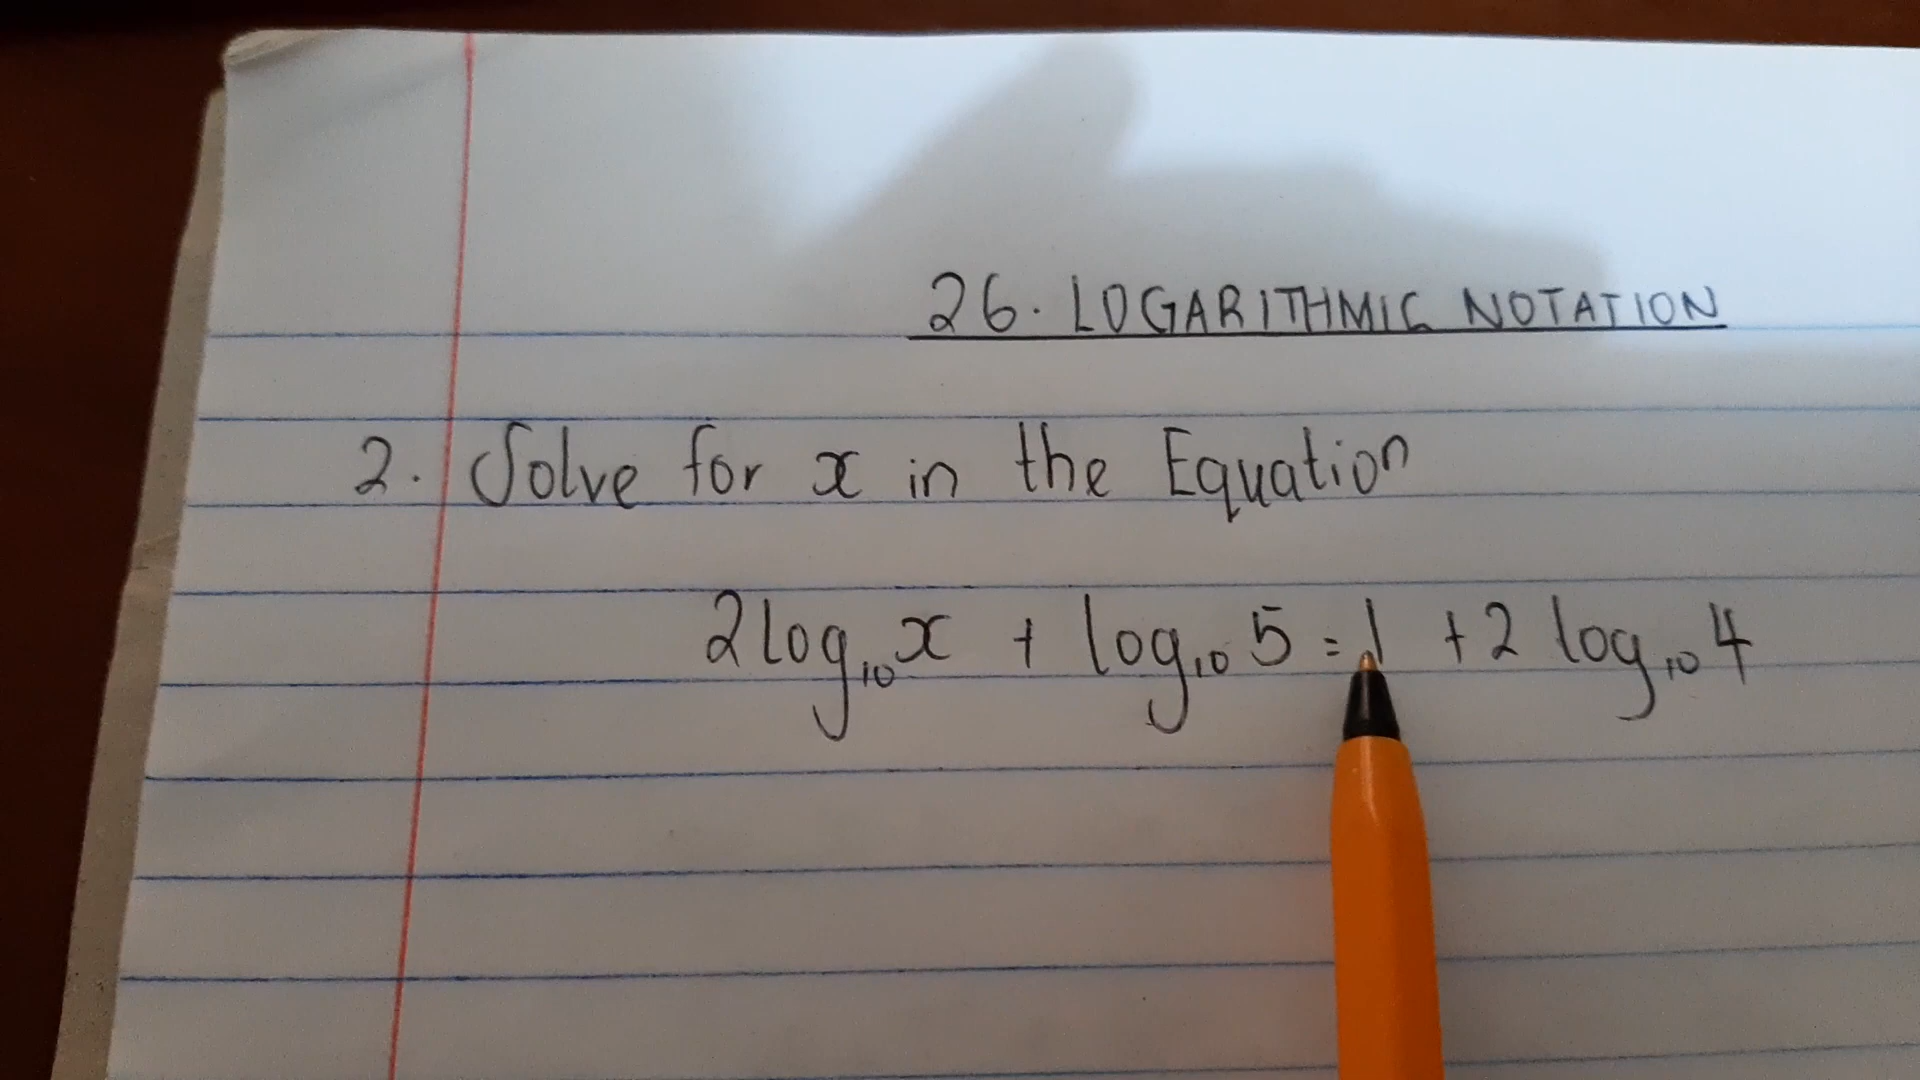 26. LOGARITHMIC NOTATION
2. Solve for x in the Equation
2log₁₀x + log₁₀5 = 1 + 2 log₁₀4